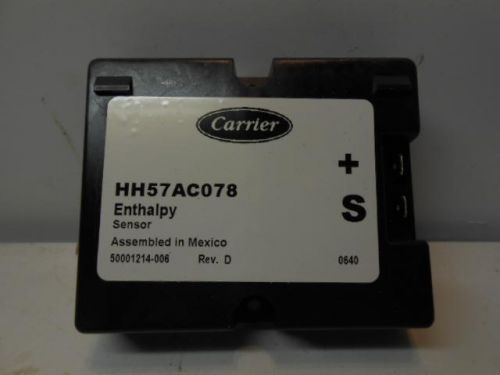 Carrier
+
HH57AC078
Enthalpy
S
Sensor
Assembled in Mexico
50001214-006 Rev. D 0640